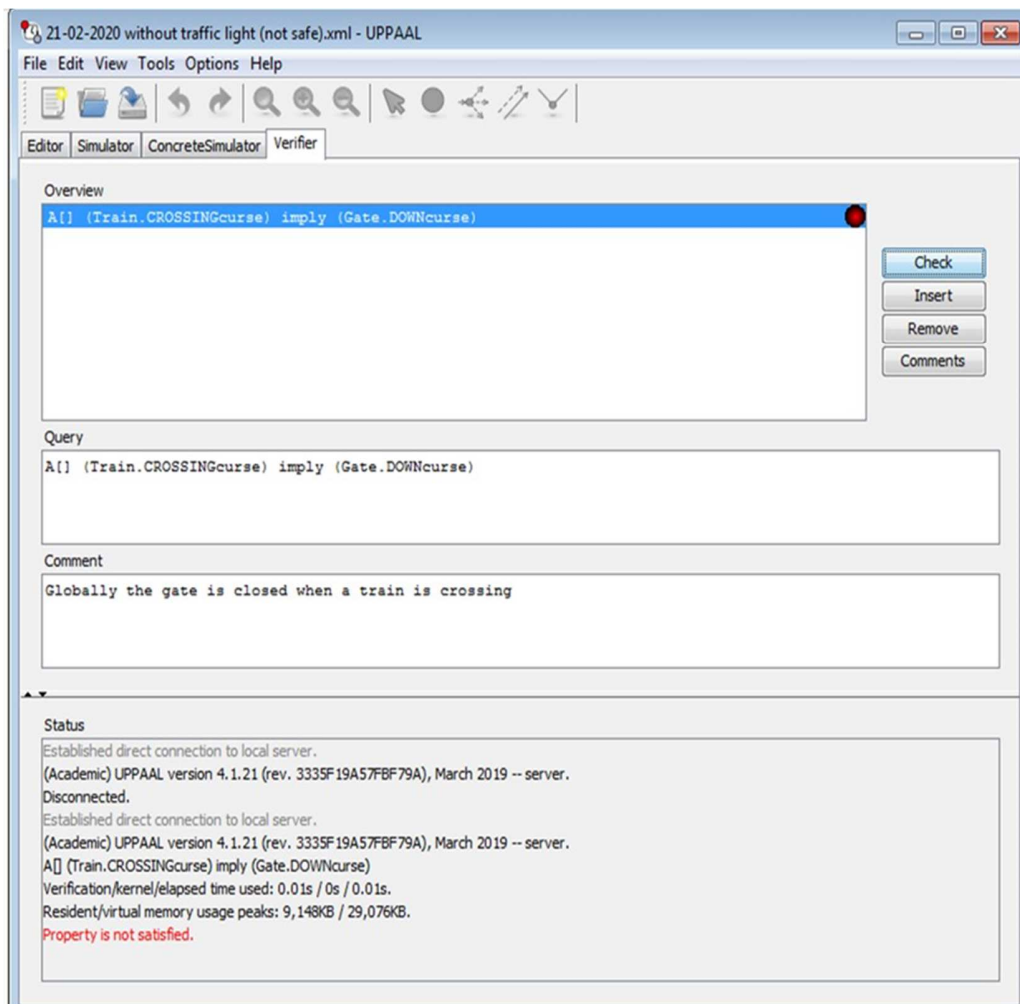 21-02-2020 without traffic light (not safe).xml - UPPAAL
File Edit View Tools Options Help
Editor Simulator ConcreteSimulator Verifier
Overview
A[] (Train.CROSSINGcurse) imply (Gate.DOWNcurse)
Check
Insert
Remove
Comments
Query
A[] (Train.CROSSINGcurse) imply (Gate.DOWNcurse)
Comment
Globally the gate is closed when a train is crossing
Status
Established direct connection to local server.
(Academic) UPPAAL version 4.1.21 (rev. 3335F19A57FBF79A), March 2019 -- server.
Disconnected.
Established direct connection to local server.
(Academic) UPPAAL version 4.1.21 (rev. 3335F19A57FBF79A), March 2019 -- server.
A[] (Train.CROSSINGcurse) imply (Gate.DOWNcurse)
Verification/kernel/elapsed time used: 0.01s / 0s / 0.01s.
Resident/virtual memory usage peaks: 9,148KB / 29,076KB.
Property is not satisfied.